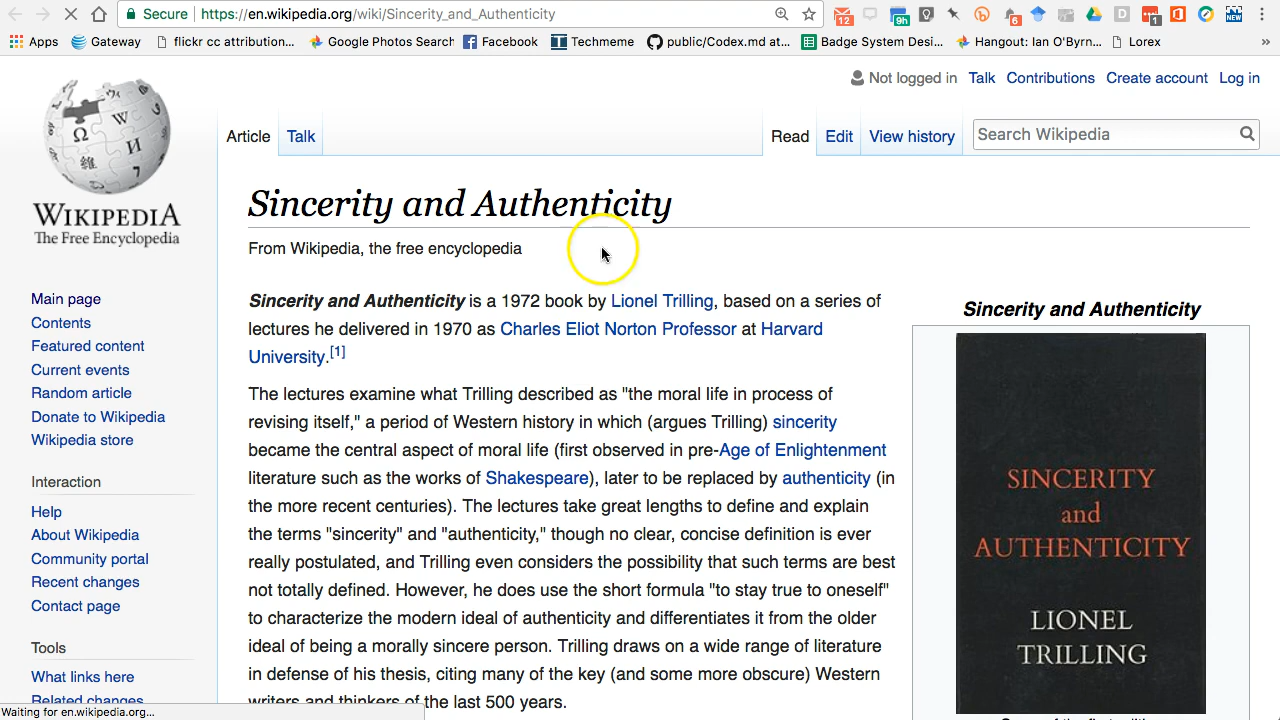 Secure https://en.wikipedia.org/wiki/Sincerity_and_Authenticity
12 9h 6 1 NEW
Apps Gateway flickr cc attribution... Google Photos Search Facebook Techmeme public/Codex.md at... Badge System Desi... Hangout: Ian O'Byrn... Lorex »
Not logged in Talk Contributions Create account Log in
Article Talk Read Edit View history Search Wikipedia
WIKIPEDIA
The Free Encyclopedia
Main page
Contents
Featured content
Current events
Random article
Donate to Wikipedia
Wikipedia store
Interaction
Help
About Wikipedia
Community portal
Recent changes
Contact page
Tools
What links here
Related changes
Waiting for en.wikipedia.org...
Sincerity and Authenticity
From Wikipedia, the free encyclopedia
Sincerity and Authenticity is a 1972 book by Lionel Trilling, based on a series of
lectures he delivered in 1970 as Charles Eliot Norton Professor at Harvard
University.[1]
The lectures examine what Trilling described as "the moral life in process of
revising itself," a period of Western history in which (argues Trilling) sincerity
became the central aspect of moral life (first observed in pre-Age of Enlightenment
literature such as the works of Shakespeare), later to be replaced by authenticity (in
the more recent centuries). The lectures take great lengths to define and explain
the terms "sincerity" and "authenticity," though no clear, concise definition is ever
really postulated, and Trilling even considers the possibility that such terms are best
not totally defined. However, he does use the short formula "to stay true to oneself"
to characterize the modern ideal of authenticity and differentiates it from the older
ideal of being a morally sincere person. Trilling draws on a wide range of literature
in defense of his thesis, citing many of the key (and some more obscure) Western
writers and thinkers of the last 500 years.
Sincerity and Authenticity
SINCERITY
and
AUTHENTICITY
LIONEL
TRILLING